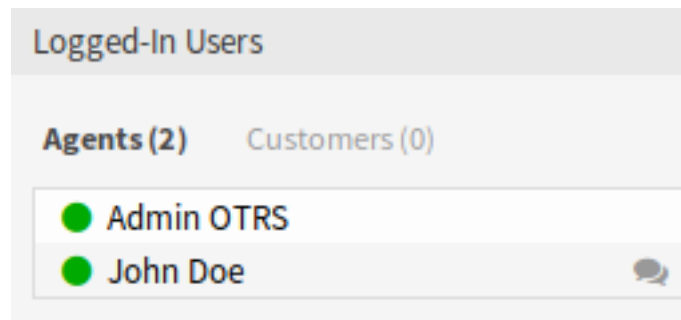 Logged-In Users
Agents (2) Customers (0)
Admin OTRS
John Doe